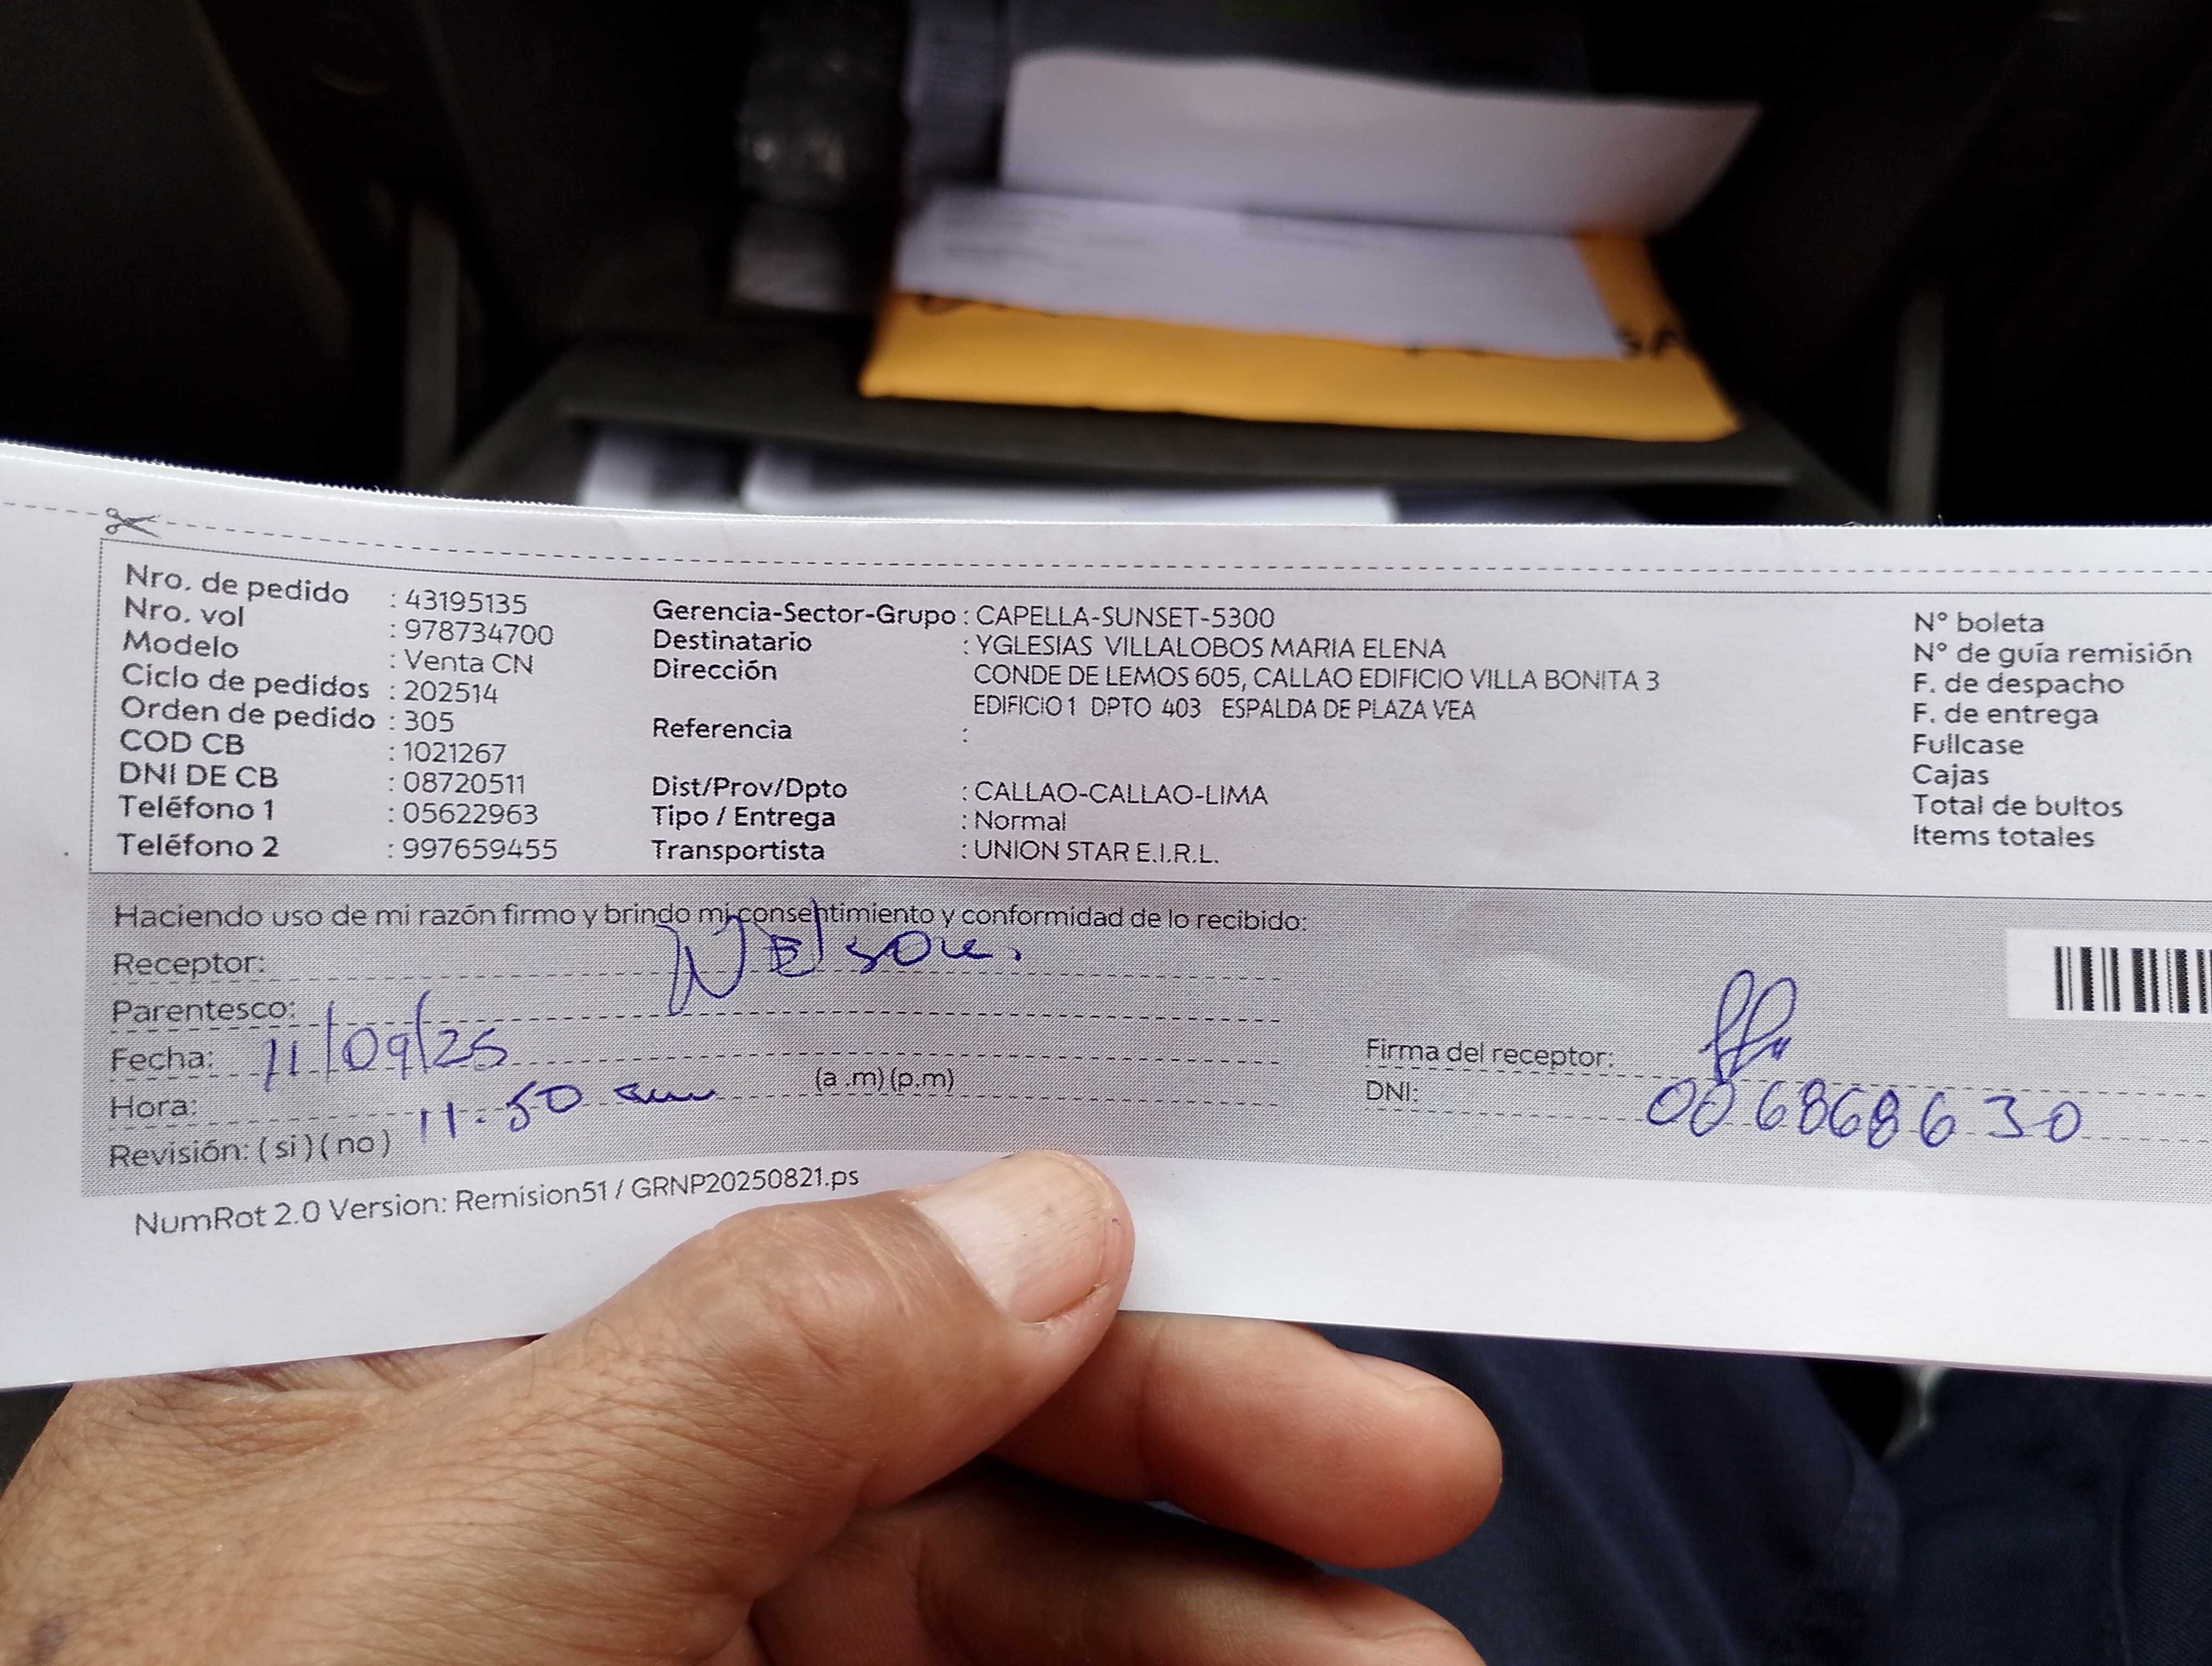 Nro. de pedido : 43195135
Nro. vol : 978734700
Modelo : Venta CN
Ciclo de pedidos : 202514
Orden de pedido : 305
COD CB : 1021267
DNI DE CB : 08720511
Teléfono 1 : 05622963
Teléfono 2 : 997659455
Gerencia-Sector-Grupo : CAPELLA-SUNSET-5300
Destinatario : YGLESIAS VILLALOBOS MARIA ELENA
Dirección CONDE DE LEMOS 605, CALLAO EDIFICIO VILLA BONITA 3
EDIFICIO 1 DPTO 403 ESPALDA DE PLAZA VEA
Referencia :
Dist/Prov/Dpto : CALLAO-CALLAO-LIMA
Tipo / Entrega : Normal
Transportista : UNION STAR E.I.R.L.
N° boleta
N° de guía remisión
F. de despacho
F. de entrega
Fullcase
Cajas
Total de bultos
Items totales
Haciendo uso de mi razón firmo y brindo mi consentimiento y conformidad de lo recibido:
Receptor: Nelson.
Parentesco:
Fecha: 11/09/25
Hora: 11.50 am (a .m)(p.m)
Revisión: ( si ) ( no )
Firma del receptor:
DNI: 006868630
NumRot 2.0 Version: Remision51 / GRNP20250821.ps